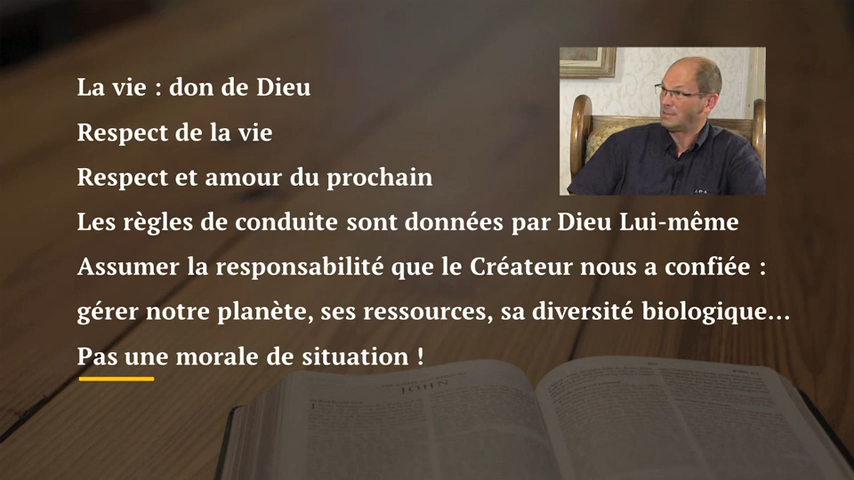 La vie : don de Dieu
Respect de la vie
Respect et amour du prochain
Les règles de conduite sont données par Dieu Lui-même
Assumer la responsabilité que le Créateur nous a confiée :
gérer notre planète, ses ressources, sa diversité biologique...
Pas une morale de situation !
JOHN